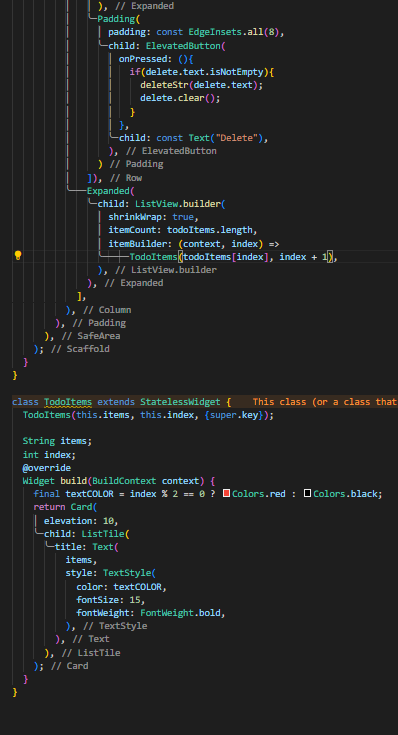 ), // Expanded
Padding(
padding: const EdgeInsets.all(8),
child: ElevatedButton(
onPressed: (){
if(delete.text.isNotEmpty){
deleteStr(delete.text);
delete.clear();
}
},
child: const Text("Delete"),
), // ElevatedButton
) // Padding
]), // Row
Expanded(
child: ListView.builder(
shrinkWrap: true,
itemCount: todoItems.length,
itemBuilder: (context, index) =>
TodoItems(todoItems[index], index + 1),
), // ListView.builder
), // Expanded
],
), // Column
), // Padding
), // SafeArea
); // Scaffold
}
}
class TodoItems extends StatelessWidget { This class (or a class that
TodoItems(this.items, this.index, {super.key});
String items;
int index;
@override
Widget build(BuildContext context) {
final textCOLOR = index % 2 == 0 ? Colors.red : Colors.black;
return Card(
elevation: 10,
child: ListTile(
title: Text(
items,
style: TextStyle(
color: textCOLOR,
fontSize: 15,
fontWeight: FontWeight.bold,
), // TextStyle
), // Text
), // ListTile
); // Card
}
}